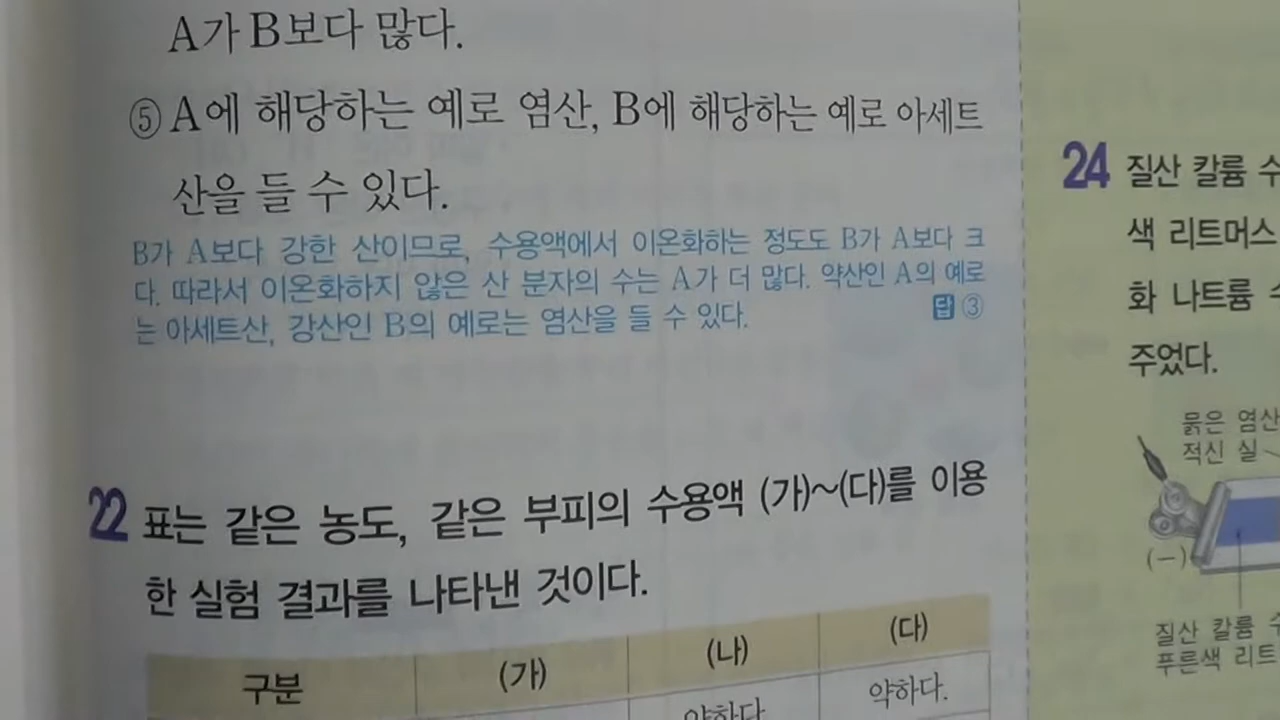 A가 B보다 많다.
⑤ A에 해당하는 예로 염산, B에 해당하는 예로 아세트
산을 들 수 있다.
B가 A보다 강한 산이므로, 수용액에서 이온화하는 정도도 B가 A보다 크
다. 따라서 이온화하지 않은 산 분자의 수는 A가 더 많다. 약산인 A의 예로
는 아세트산, 강산인 B의 예로는 염산을 들 수 있다. 답 ③
22 표는 같은 농도, 같은 부피의 수용액 (가)~(다)를 이용
한 실험 결과를 나타낸 것이다.
구분 (가) (나) (다)
약하다. 약하다.
24 질산 칼륨 수
색 리트머스
화 나트륨 수
주었다.
묽은 염산
적신 실
(-)
질산 칼륨 수
푸른색 리트